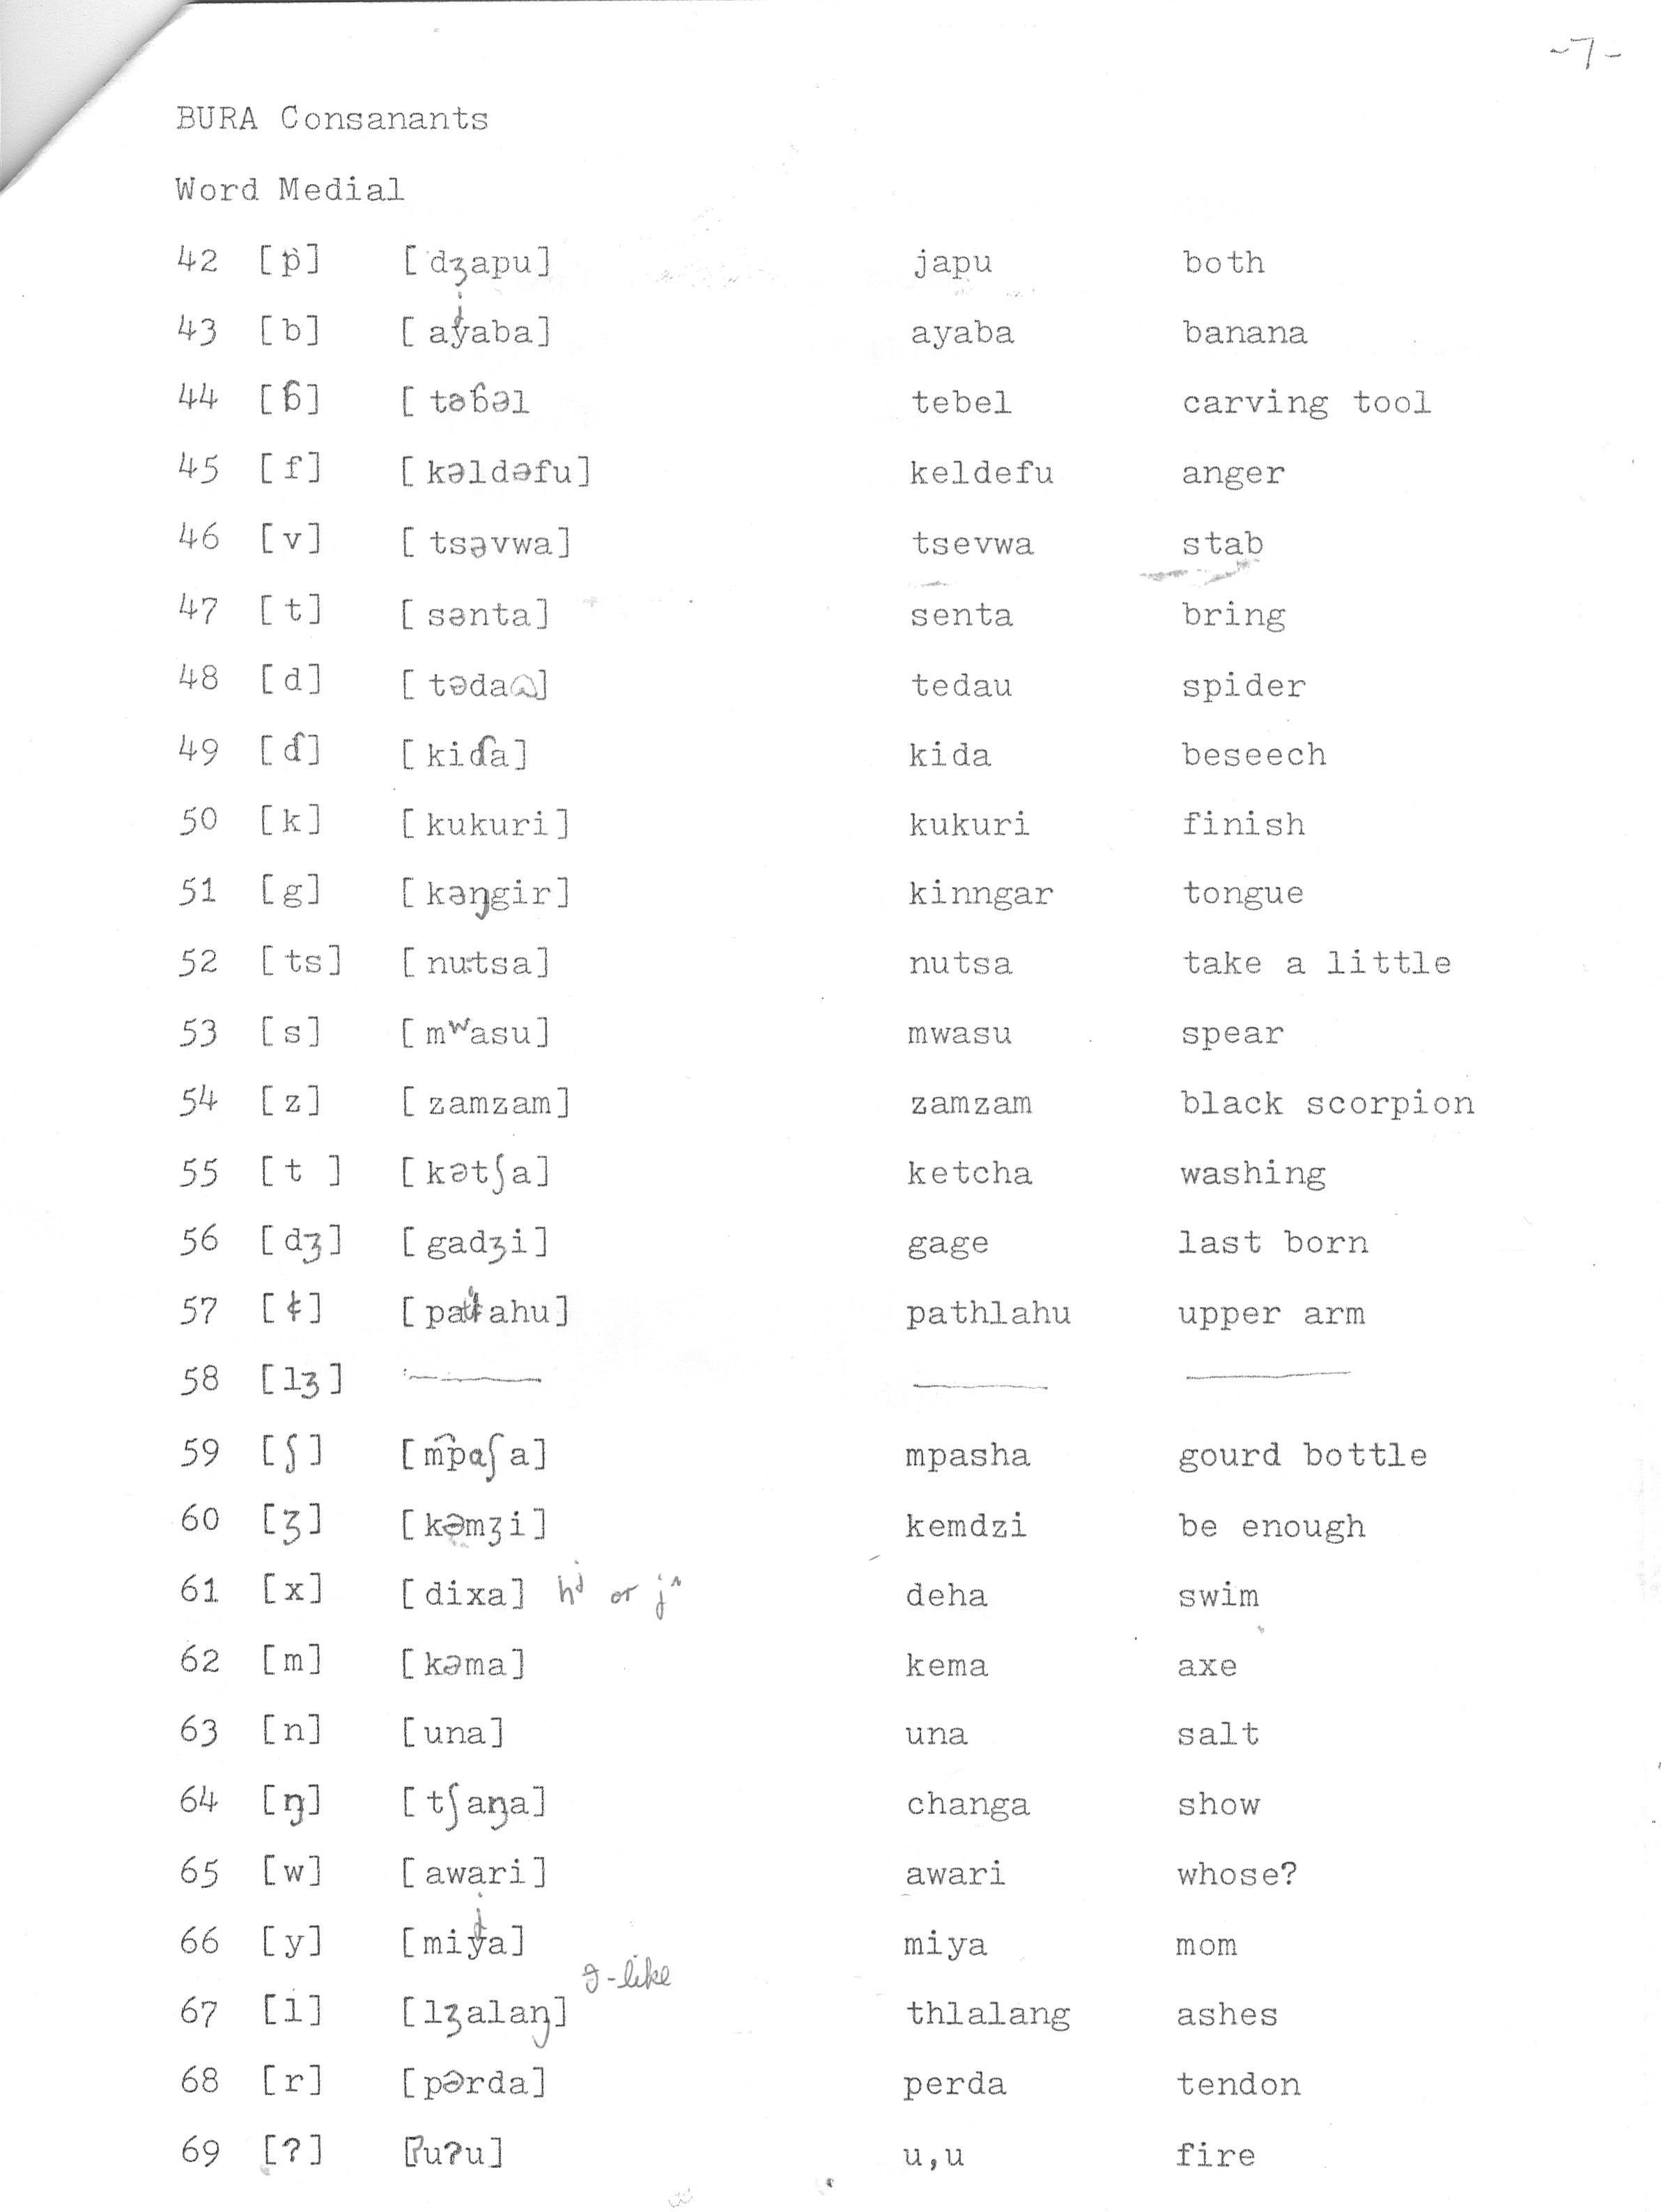 -7-
BURA Consanants
Word Medial
42 [p] [dʒapu] japu both
43 [b] [ajaba] ayaba banana
44 [ɓ] [təɓəl tebel carving tool
45 [f] [kəldəfu] keldefu anger
46 [v] [tsəvwa] tsevwa stab
47 [t] [sənta] senta bring
48 [d] [tədaɷ] tedau spider
49 [ɗ] [kiɗa] kida beseech
50 [k] [kukuri] kukuri finish
51 [g] [kəŋgir] kinngar tongue
52 [ts] [nutsa] nutsa take a little
53 [s] [mʷasu] mwasu spear
54 [z] [zamzam] zamzam black scorpion
55 [t ] [kətʃa] ketcha washing
56 [dʒ] [gadʒi] gage last born
57 [ɬ] [paɬahu] pathlahu upper arm
58 [lʒ]
59 [ʃ] [m͡paʃa] mpasha gourd bottle
60 [ʒ] [kəmʒi] kemdzi be enough
61 [x] [dixa] hʲ or deha swim
62 [m] [kəma] kema axe
63 [n] [una] una salt
64 [ŋ] [tʃaŋa] changa show
65 [w] [awari] awari whose?
66 [y] [mija] miya mom
ə-like
67 [l] [lʒalaŋ] thlalang ashes
68 [r] [pərda] perda tendon
69 [ʔ] [ʔuʔu] u,u fire